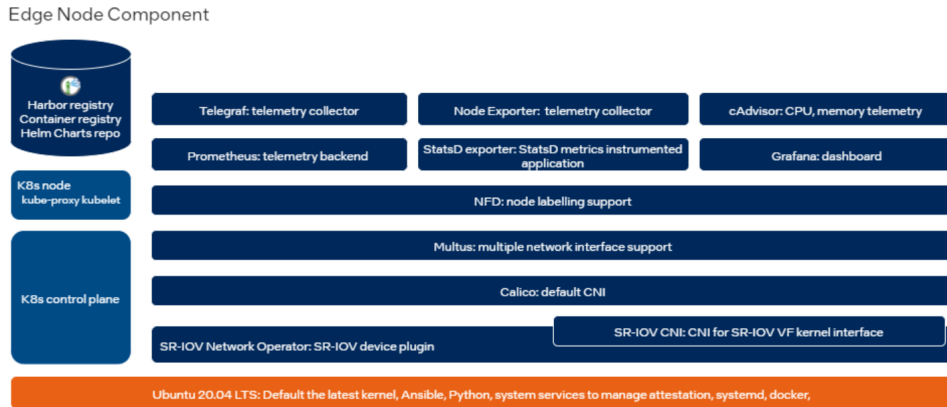 Edge Node Component
Harbor registry
Container registry
Helm Charts repo
Telegraf: telemetry collector
Node Exporter: telemetry collector
cAdvisor: CPU, memory telemetry
Prometheus: telemetry backend
StatsD exporter: StatsD metrics instrumented
application
Grafana: dashboard
K8s node
kube-proxy kubelet
NFD: node labelling support
Multus: multiple network interface support
K8s control plane
Calico: default CNI
SR-IOV CNI: CNI for SR-IOV VF kernel interface
SR-IOV Network Operator: SR-IOV device plugin
Ubuntu 20.04 LTS: Default the latest kernel, Ansible, Python, system services to manage attestation, systemd, docker,